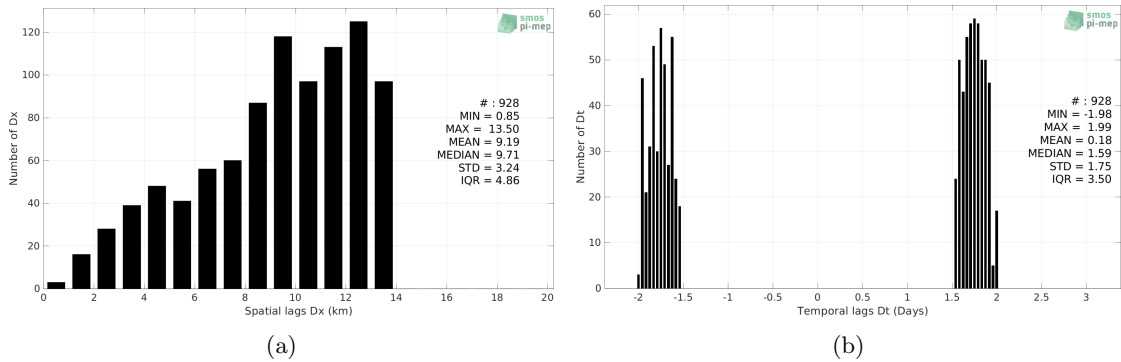 smos
pi-mep
120
100
80
60
40
20
0
Number of Dx
# : 928
MIN = 0.85
MAX = 13.50
MEAN = 9.19
MEDIAN = 9.71
STD = 3.24
IQR = 4.86
0 2 4 6 8 10 12 14 16 18 20
Spatial lags Dx (km)
(a)
smos
pi-mep
60
50
40
30
20
10
0
Number of Dt
# : 928
MIN = -1.98
MAX = 1.99
MEAN = 0.18
MEDIAN = 1.59
STD = 1.75
IQR = 3.50
-2 -1.5 -1 -0.5 0 0.5 1 1.5 2 2.5 3
Temporal lags Dt (Days)
(b)